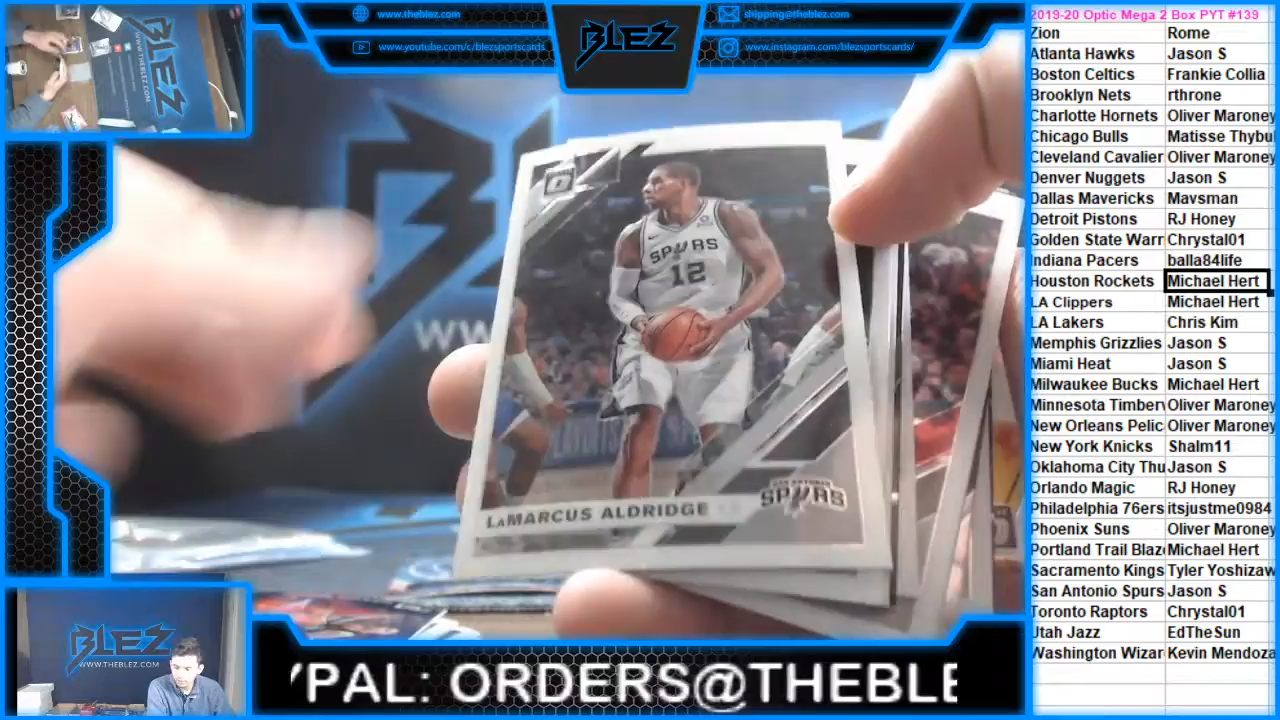 www.theblez.com
shipping@theblez.com
www.youtube.com/c/blezsportscards
www.instagram.com/blezsportscards/
BLEZ
BLEZ
WWW.THEBLEZ.COM
SPURS
12
LaMARCUS ALDRIDGE
SAN ANTONIO
SPURS
BLEZ
WWW.THEBLEZ.COM
YPAL: ORDERS@THEBLE
2019-20 Optic Mega 2 Box PYT #139
Zion Rome
Atlanta Hawks Jason S
Boston Celtics Frankie Collia
Brooklyn Nets rthrone
Charlotte Hornets Oliver Maroney
Chicago Bulls Matisse Thybu
Cleveland Cavalier Oliver Maroney
Denver Nuggets Jason S
Dallas Mavericks Mavsman
Detroit Pistons RJ Honey
Golden State Warr Chrystal01
Indiana Pacers balla84life
Houston Rockets Michael Hert
LA Clippers Michael Hert
LA Lakers Chris Kim
Memphis Grizzlies Jason S
Miami Heat Jason S
Milwaukee Bucks Michael Hert
Minnesota Timberv Oliver Maroney
New Orleans Pelic Oliver Maroney
New York Knicks Shalm11
Oklahoma City Thu Jason S
Orlando Magic RJ Honey
Philadelphia 76ers itsjustme0984
Phoenix Suns Oliver Maroney
Portland Trail Blaze Michael Hert
Sacramento Kings Tyler Yoshizaw
San Antonio Spurs Jason S
Toronto Raptors Chrystal01
Utah Jazz EdTheSun
Washington Wizar Kevin Mendoza